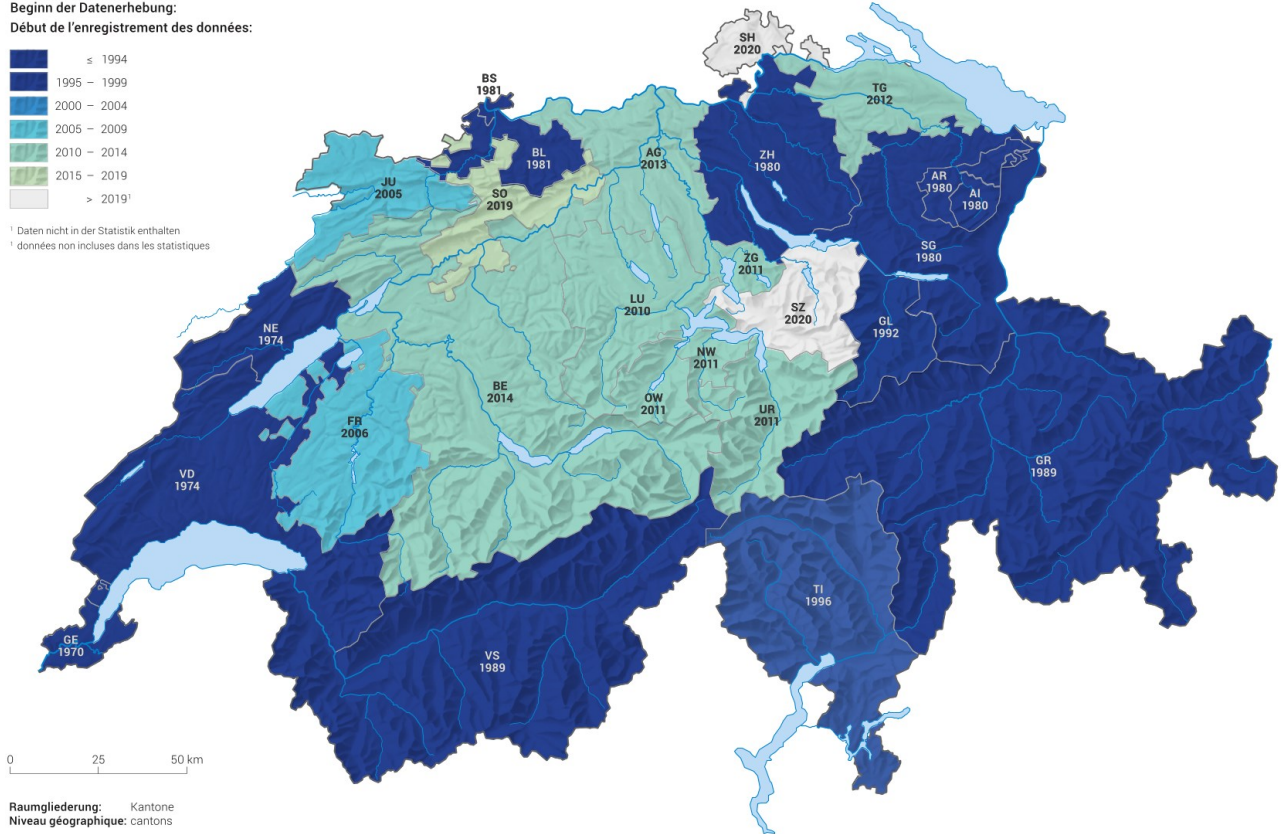 Beginn der Datenerhebung:
Début de l'enregistrement des données:
≤ 1994
1995 – 1999
2000 – 2004
2005 – 2009
2010 – 2014
2015 – 2019
> 2019¹
¹ Daten nicht in der Statistik enthalten
¹ données non incluses dans les statistiques
SH
2020
BS
1981
TG
2012
BL
1981
AG
2013
ZH
1980
JU
2005
SO
2019
AR
1980
AI
1980
SG
1980
ZG
2011
LU
2010
SZ
2020
GL
1992
NE
1974
NW
2011
BE
2014
OW
2011
UR
2011
FR
2006
VD
1974
GR
1989
TI
1996
GE
1970
VS
1989
0 25 50 km
Raumgliederung: Kantone
Niveau géographique: cantons